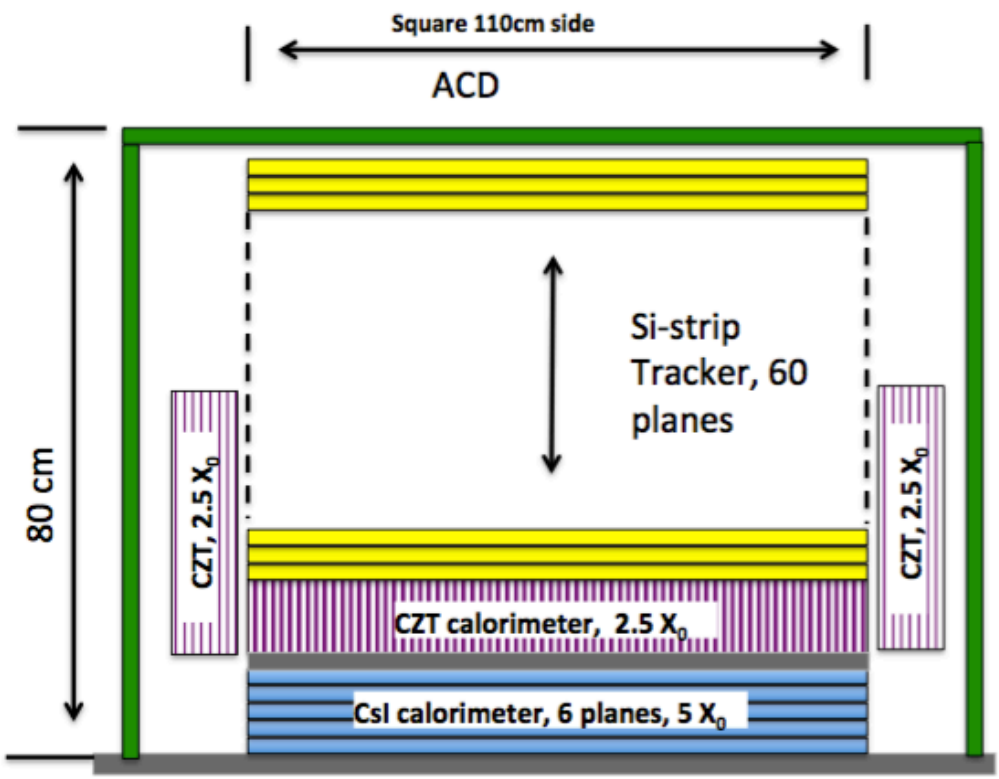 Square 110cm side
ACD
Si-strip
Tracker, 60
planes
80 cm
CZT, 2.5 X₀
CZT, 2.5 X₀
CZT calorimeter, 2.5 X₀
CsI calorimeter, 6 planes, 5 X₀